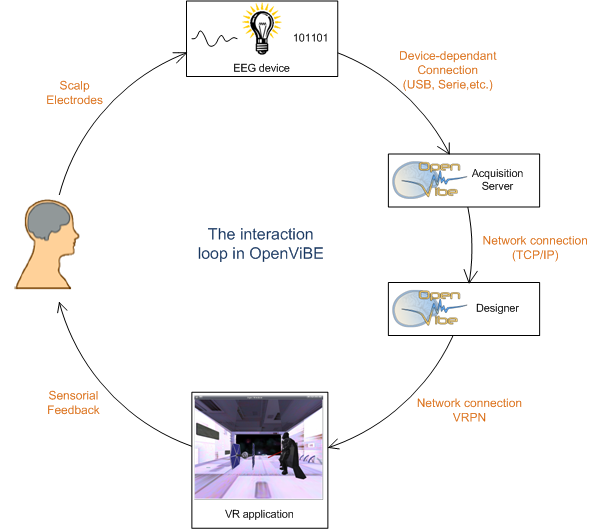 101101
EEG device
Device-dependant
Connection
(USB, Serie,etc.)
Scalp
Electrodes
Open
Vibe
Acquisition
Server
The interaction
loop in OpenViBE
Network connection
(TCP/IP)
Open
Vibe
Designer
Sensorial
Feedback
Network connection
VRPN
VR application